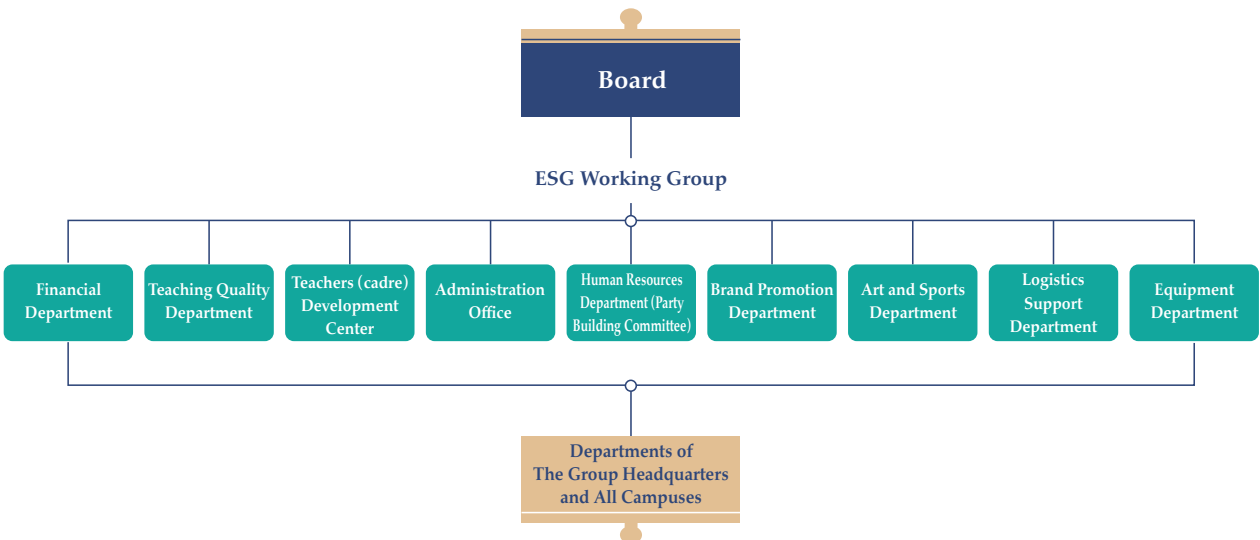 Board
ESG Working Group
Financial
Department
Teaching Quality
Department
Teachers (cadre)
Development
Center
Administration
Office
Human Resources
Department (Party
Building Committee)
Brand Promotion
Department
Art and Sports
Department
Logistics
Support
Department
Equipment
Department
Departments of
The Group Headquarters
and All Campuses